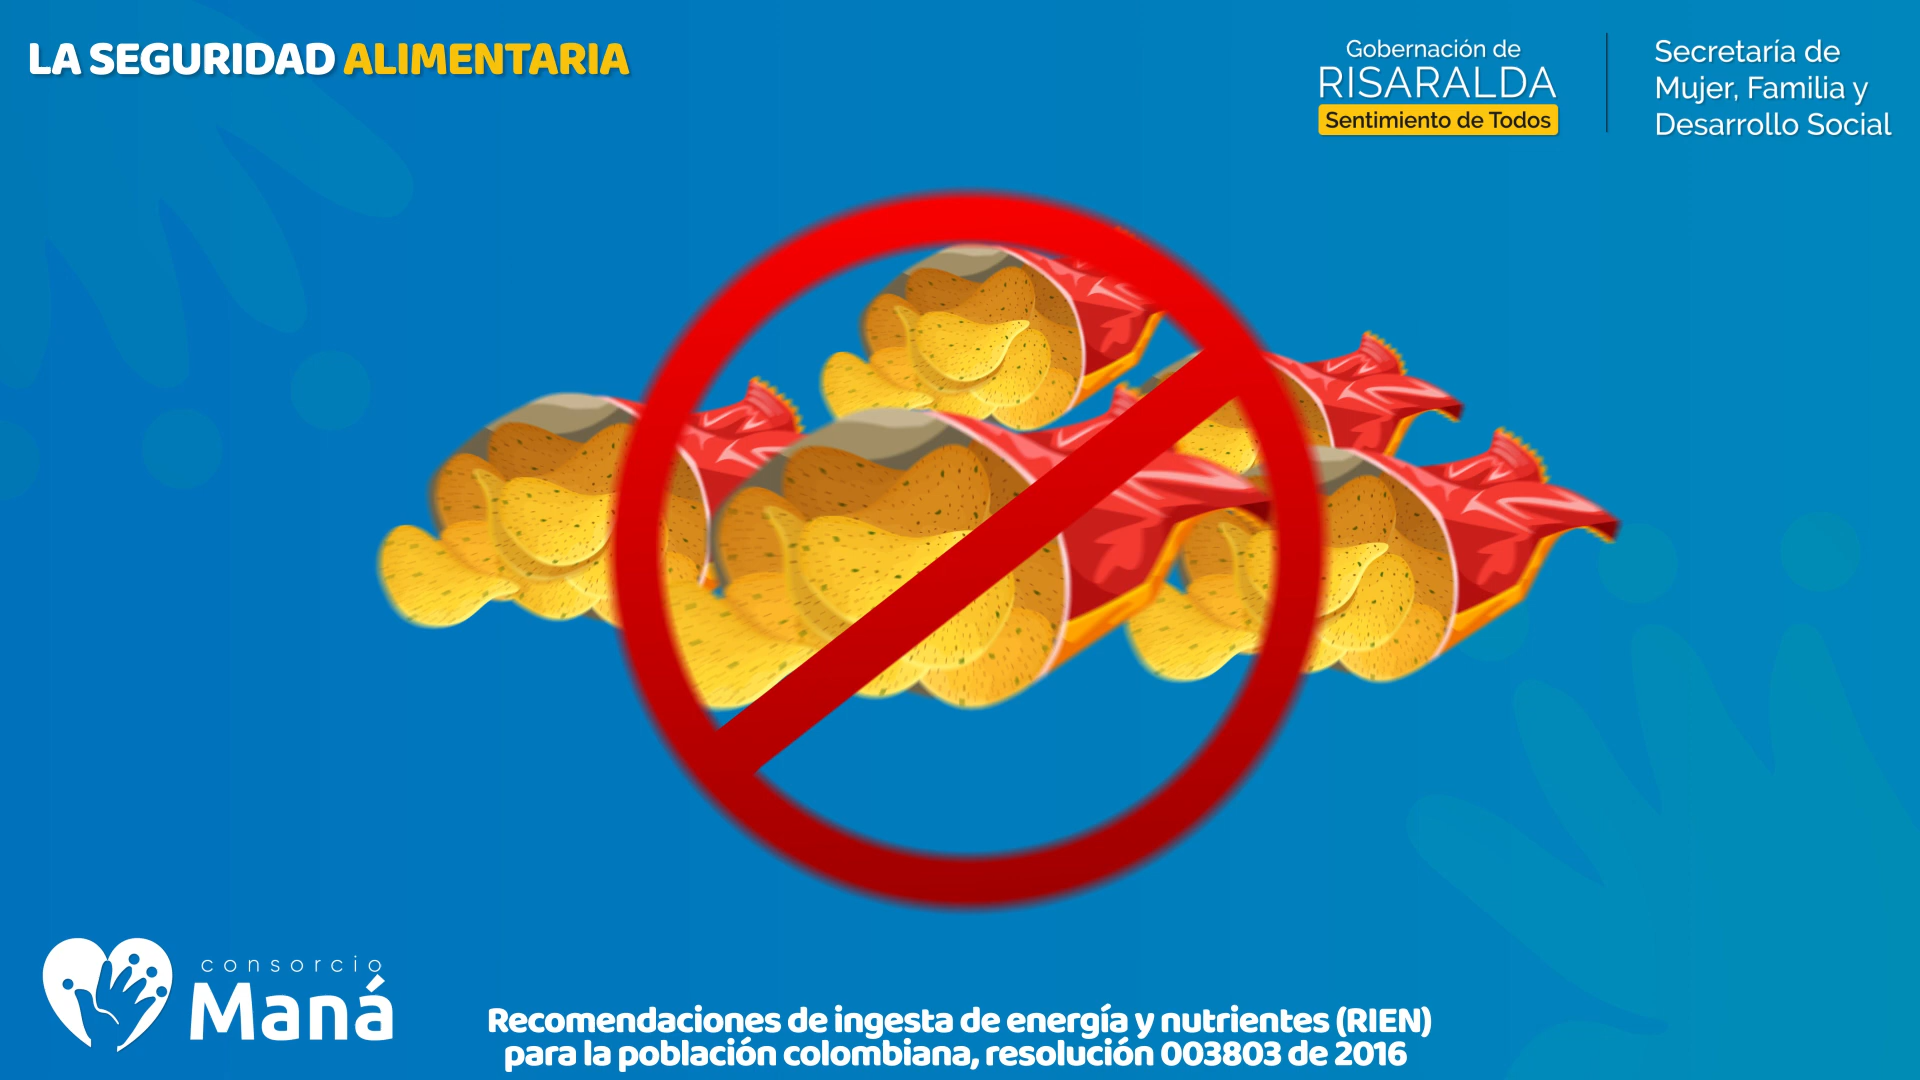 LA SEGURIDAD ALIMENTARIA
Gobernación de
RISARALDA
Sentimiento de Todos
Secretaría de
Mujer, Familia y
Desarrollo Social
consorcio
Maná
Recomendaciones de ingesta de energía y nutrientes (RIEN)
para la población colombiana, resolución 003803 de 2016